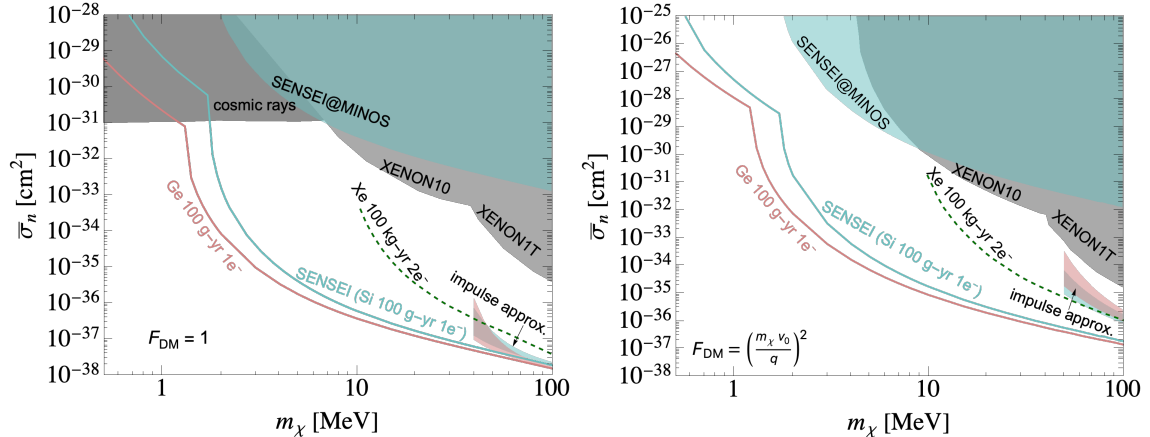 10⁻²⁸
10⁻²⁹
10⁻³⁰
10⁻³¹
10⁻³²
10⁻³³
10⁻³⁴
10⁻³⁵
10⁻³⁶
10⁻³⁷
10⁻³⁸
σ̅ₙ [cm²]
SENSEI@MINOS
cosmic rays
XENON10
XENON1T
Xe 100 kg-yr 2e⁻
Ge 100 g-yr 1e⁻
SENSEI (Si 100 g-yr 1e⁻)
impulse approx.
F_DM = 1
1
10
100
m_χ [MeV]
10⁻²⁵
10⁻²⁶
10⁻²⁷
10⁻²⁸
10⁻²⁹
10⁻³⁰
10⁻³¹
10⁻³²
10⁻³³
10⁻³⁴
10⁻³⁵
10⁻³⁶
10⁻³⁷
10⁻³⁸
σ̅ₙ [cm²]
SENSEI@MINOS
XENON10
XENON1T
Xe 100 kg-yr 2e⁻
Ge 100 g-yr 1e⁻
SENSEI (Si 100 g-yr 1e⁻)
impulse approx.
F_DM = (m_χ v₀ / q)²
1
10
100
m_χ [MeV]